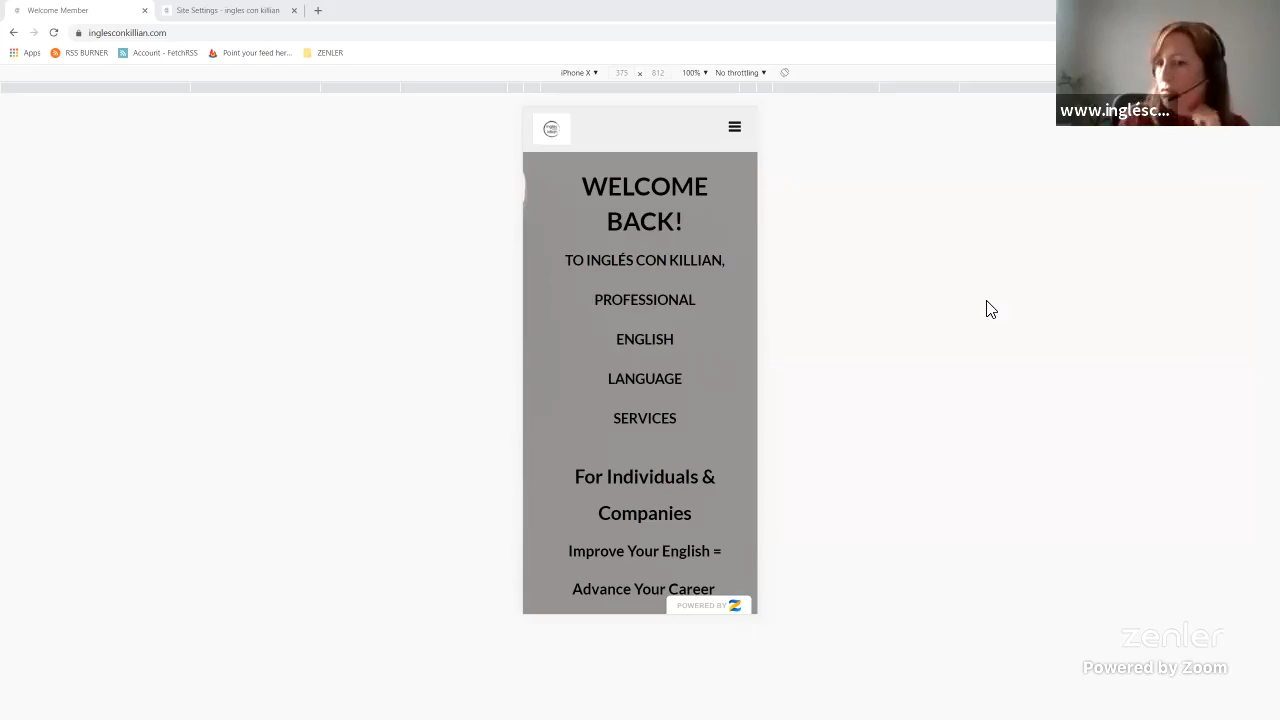 Welcome Member
Site Settings - ingles con killian
inglesconkillian.com
Apps
RSS BURNER
Account - FetchRSS
Point your feed her...
ZENLER
iPhone X
375
×
812
100%
No throttling
www.inglésc...
WELCOME
BACK!
TO INGLÉS CON KILLIAN,
PROFESSIONAL
ENGLISH
LANGUAGE
SERVICES
For Individuals &
Companies
Improve Your English =
Advance Your Career
POWERED BY
zenler
Powered by Zoom